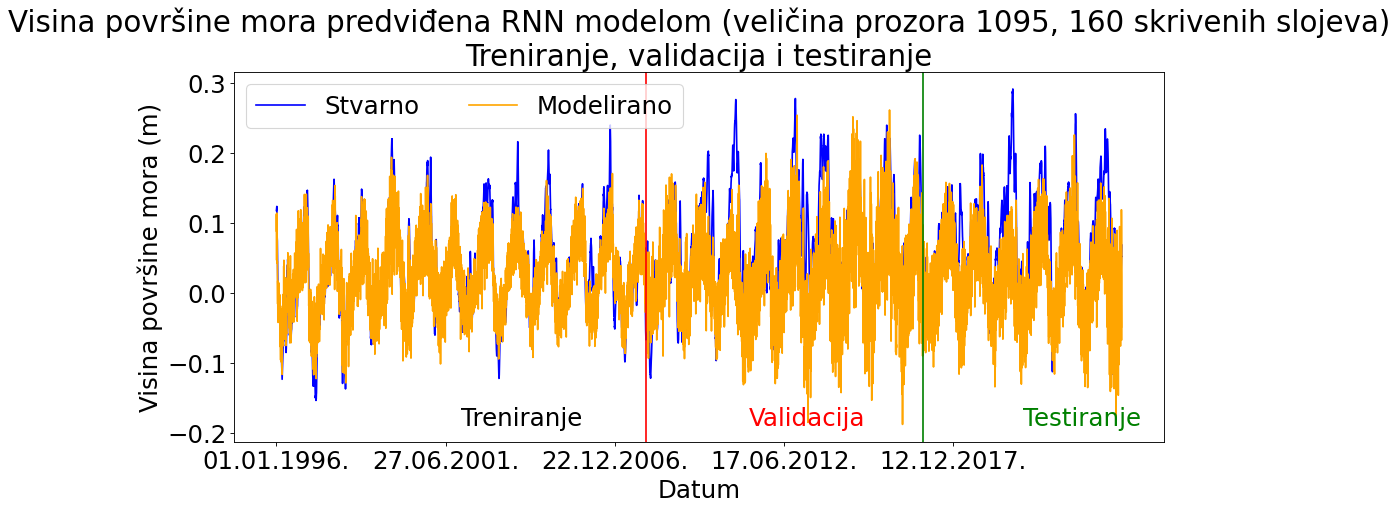 Visina površine mora predviđena RNN modelom (veličina prozora 1095, 160 skrivenih slojeva)
Treniranje, validacija i testiranje
Stvarno
Modelirano
Visina površine mora (m)
0.3
0.2
0.1
0.0
−0.1
−0.2
Treniranje
Validacija
Testiranje
01.01.1996.
27.06.2001.
22.12.2006.
17.06.2012.
12.12.2017.
Datum